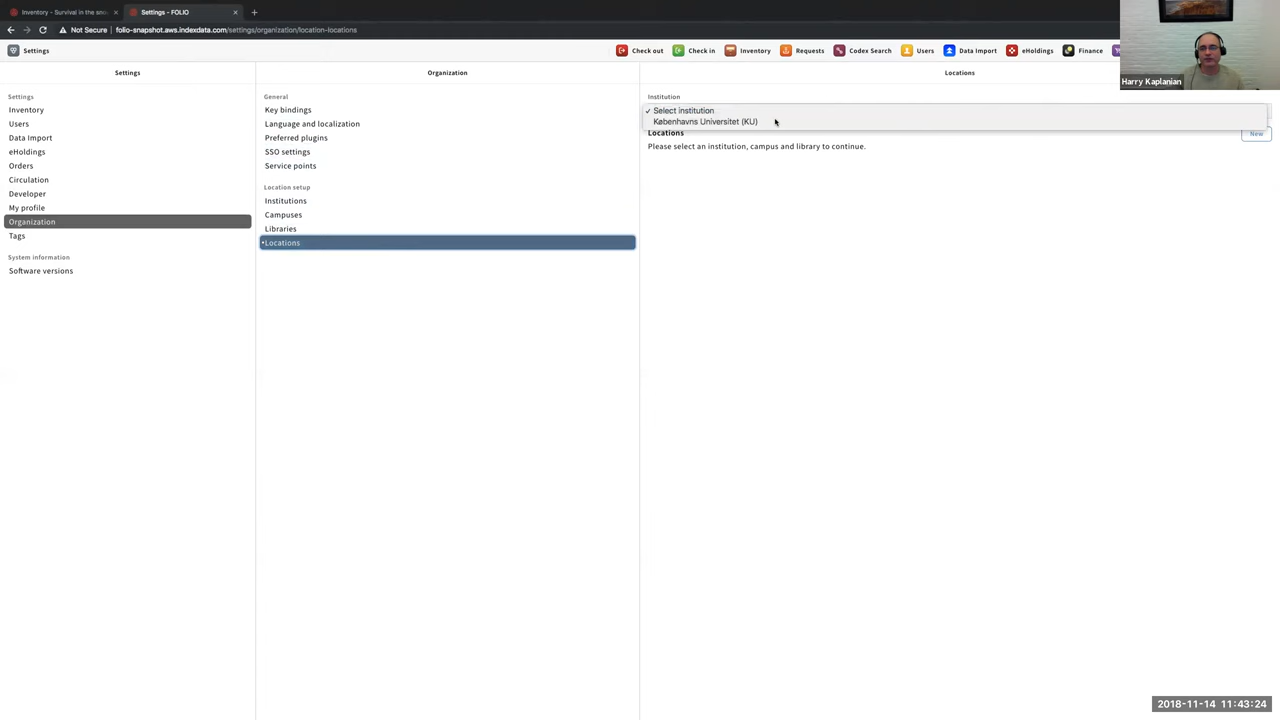 Inventory - Survival in the sno
Settings - FOLIO
Not Secure
folio-snapshot.aws.indexdata.com/settings/organization/location-locations
Settings
Check out
Check in
Inventory
Requests
Codex Search
Users
Data Import
eHoldings
Finance
Harry Kaplanian
Settings
Organization
Locations
Settings
Inventory
Users
Data Import
eHoldings
Orders
Circulation
Developer
My profile
Organization
Tags
System information
Software versions
General
Key bindings
Language and localization
Preferred plugins
SSO settings
Service points
Location setup
Institutions
Campuses
Libraries
•Locations
Institution
✓ Select institution
Københavns Universitet (KU)
Locations
New
Please select an institution, campus and library to continue.
2018-11-14 11:43:24